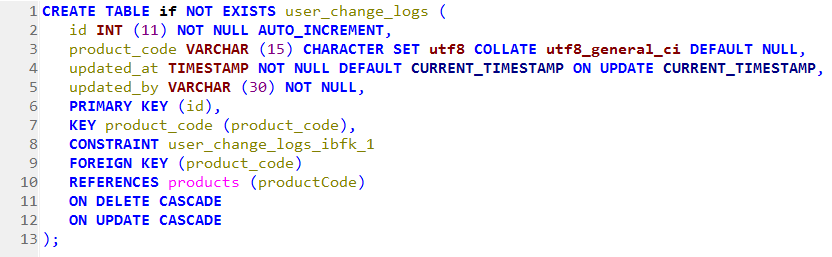 1 CREATE TABLE if NOT EXISTS user_change_logs (
2 id INT (11) NOT NULL AUTO_INCREMENT,
3 product_code VARCHAR (15) CHARACTER SET utf8 COLLATE utf8_general_ci DEFAULT NULL,
4 updated_at TIMESTAMP NOT NULL DEFAULT CURRENT_TIMESTAMP ON UPDATE CURRENT_TIMESTAMP,
5 updated_by VARCHAR (30) NOT NULL,
6 PRIMARY KEY (id),
7 KEY product_code (product_code),
8 CONSTRAINT user_change_logs_ibfk_1
9 FOREIGN KEY (product_code)
10 REFERENCES products (productCode)
11 ON DELETE CASCADE
12 ON UPDATE CASCADE
13 );